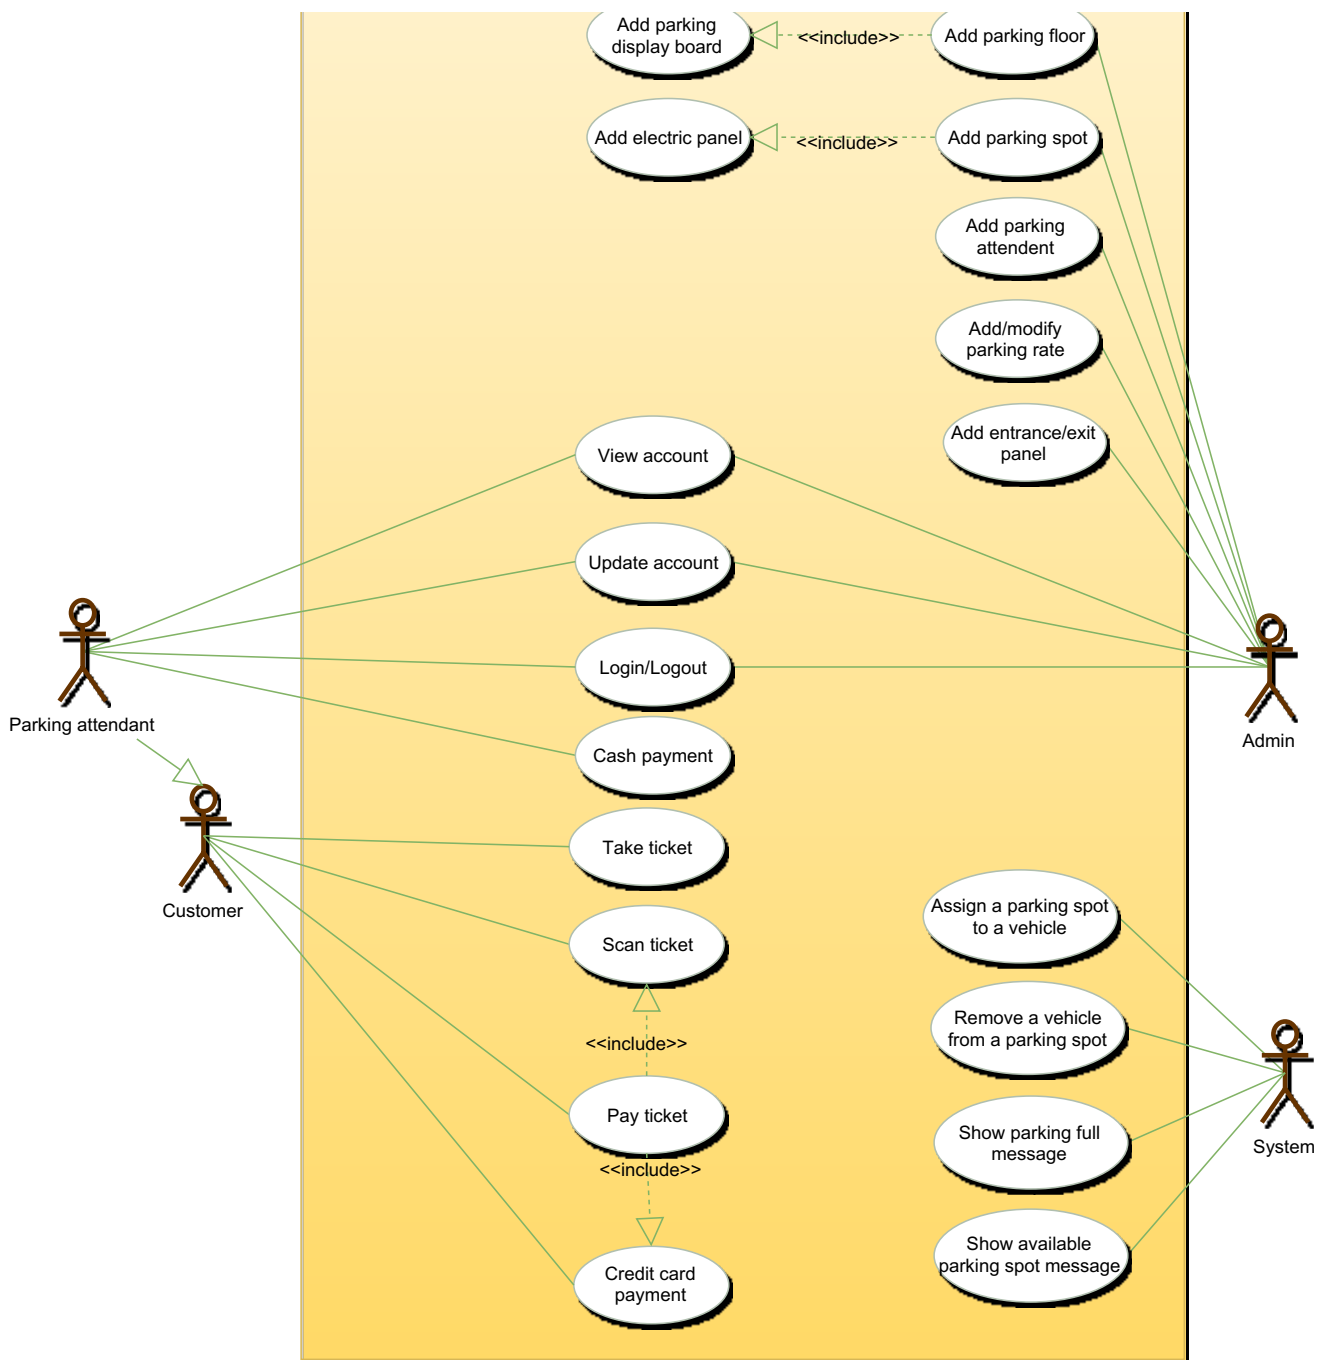 Add parking
display board
<<include>>
Add parking floor
Add electric panel
<<include>>
Add parking spot
Add parking
attendent
Add/modify
parking rate
Add entrance/exit
panel
View account
Update account
Login/Logout
Parking attendant
Admin
Cash payment
Take ticket
Customer
Scan ticket
Assign a parking spot
to a vehicle
Remove a vehicle
from a parking spot
<<include>>
Pay ticket
Show parking full
message
System
<<include>>
Show available
parking spot message
Credit card
payment